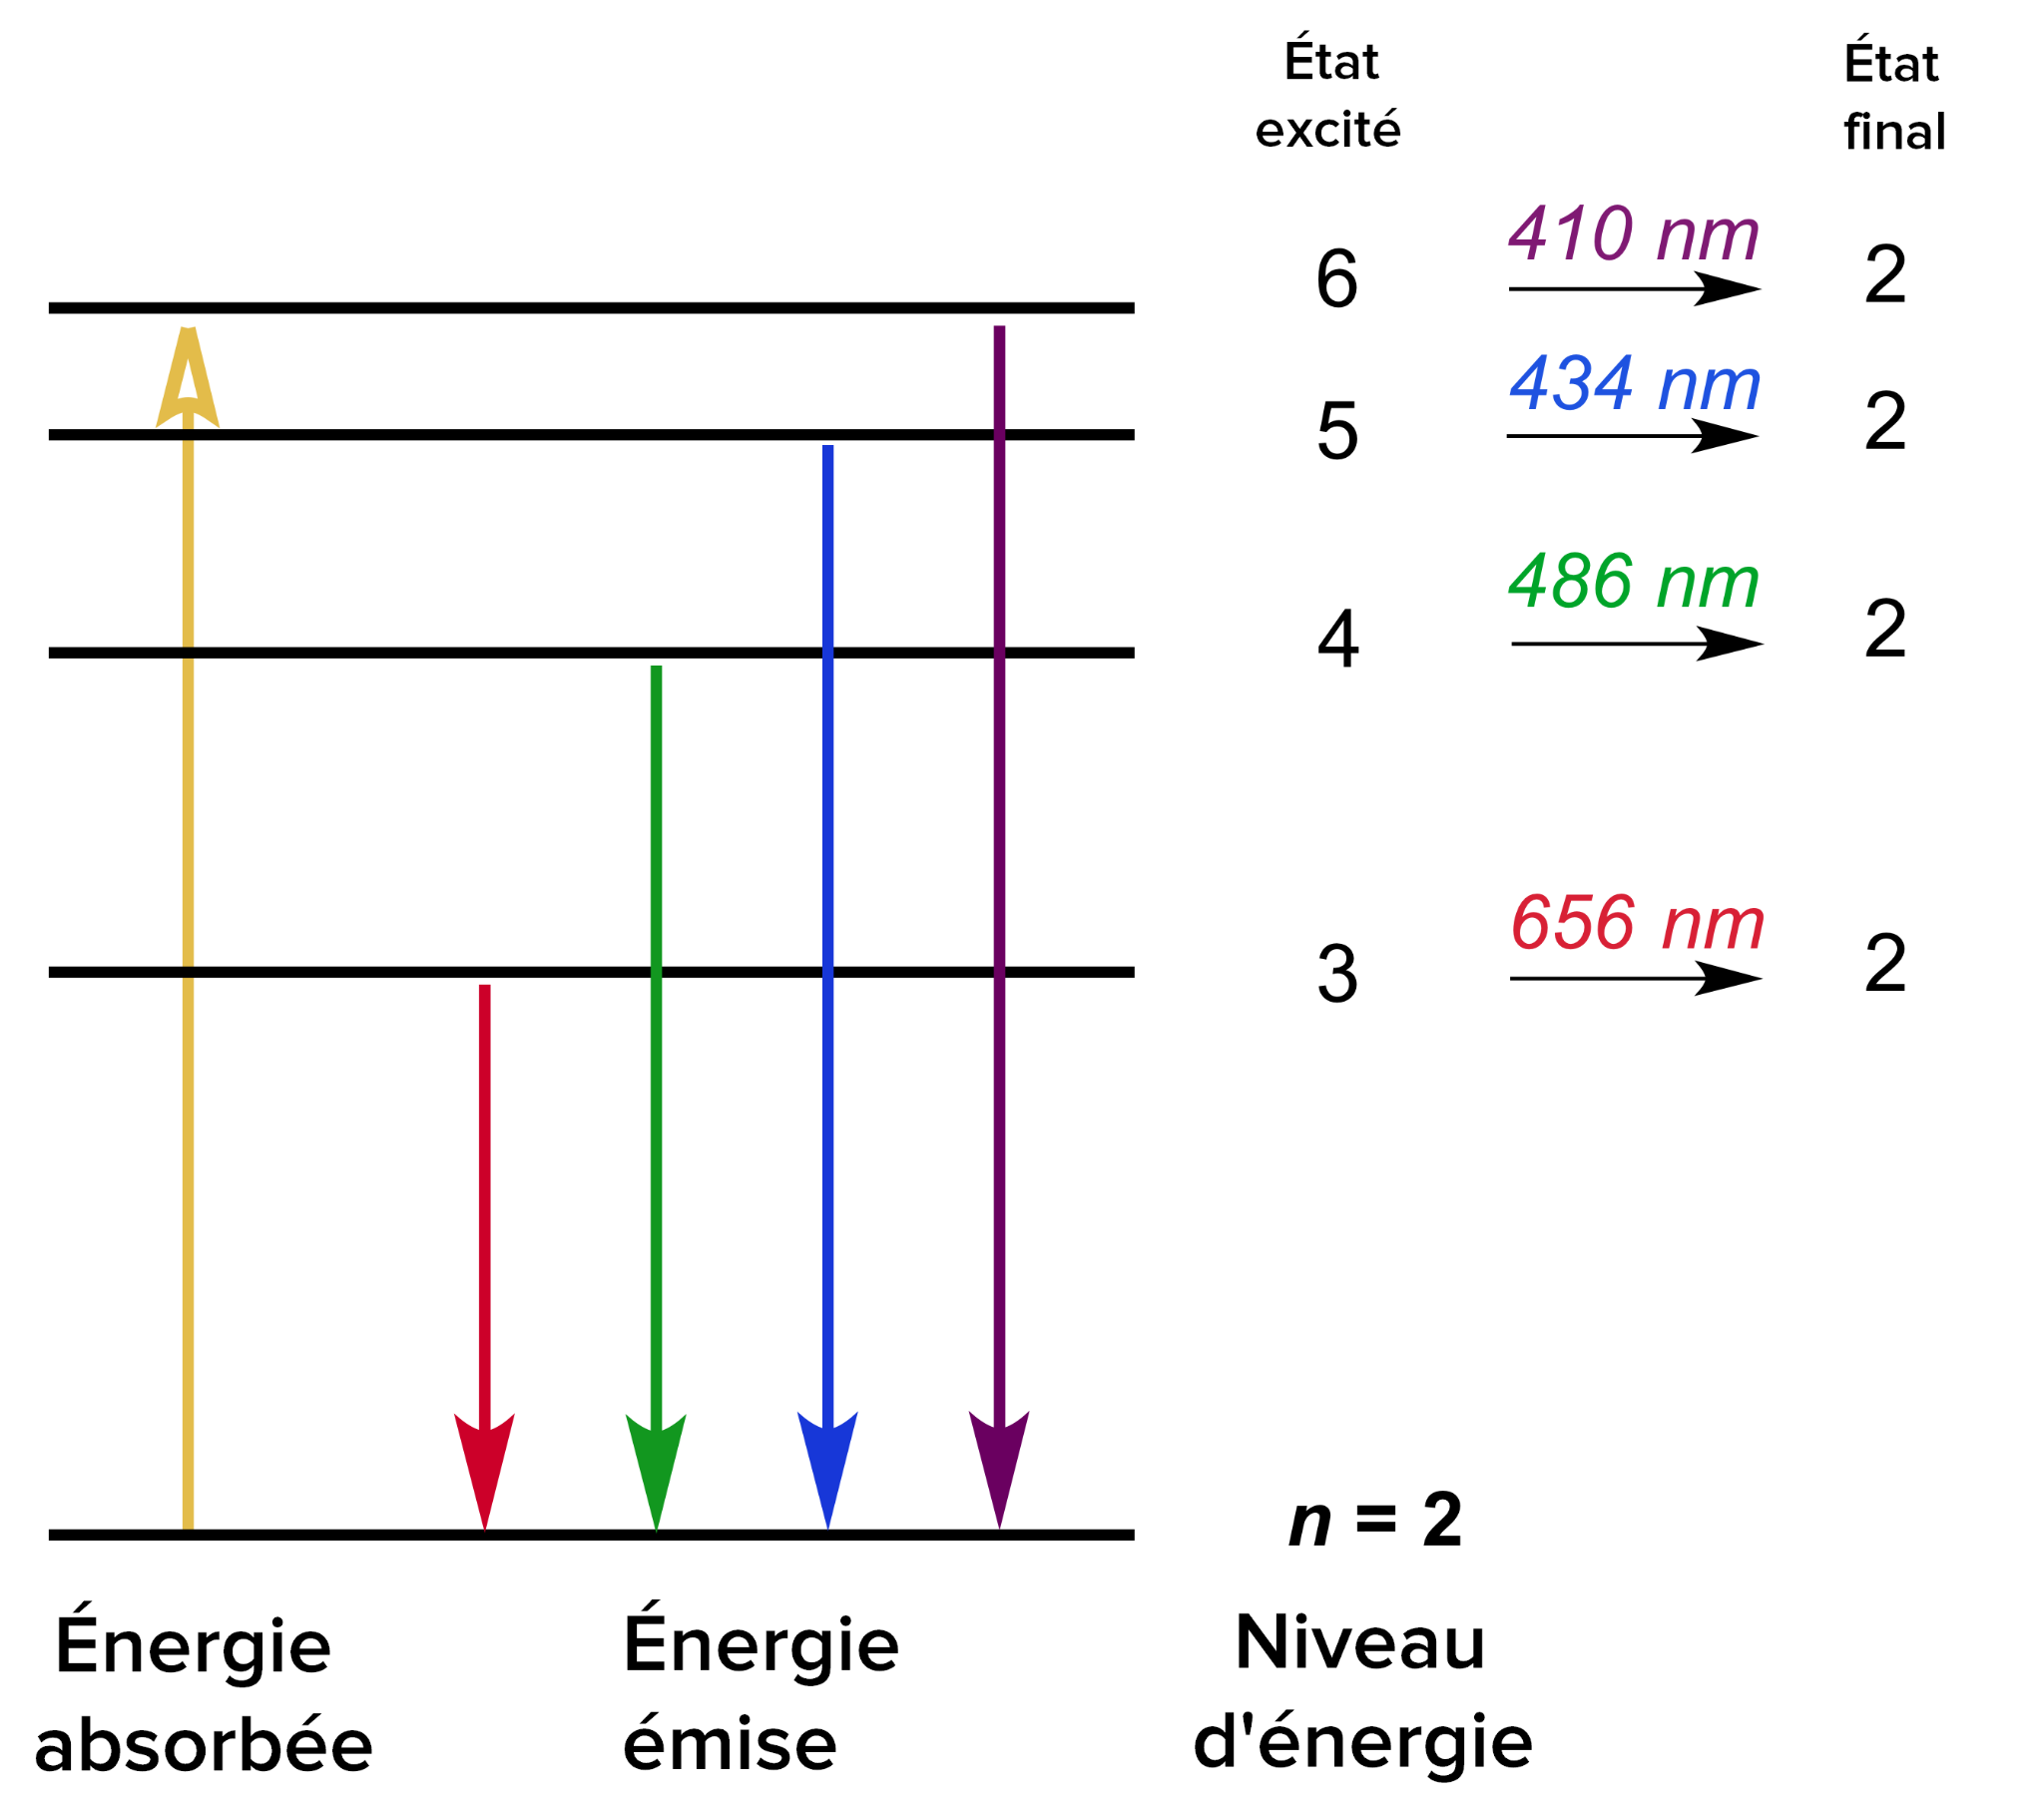 État
excité
État
final
6 410 nm 2
5 434 nm 2
4 486 nm 2
3 656 nm 2
n = 2
Énergie
absorbée
Énergie
émise
Niveau
d'énergie